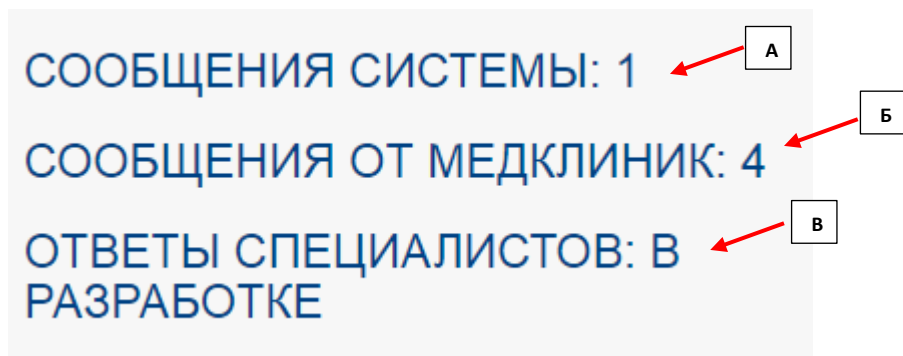 СООБЩЕНИЯ СИСТЕМЫ: 1
А
СООБЩЕНИЯ ОТ МЕДКЛИНИК: 4
Б
ОТВЕТЫ СПЕЦИАЛИСТОВ: В
РАЗРАБОТКЕ
В